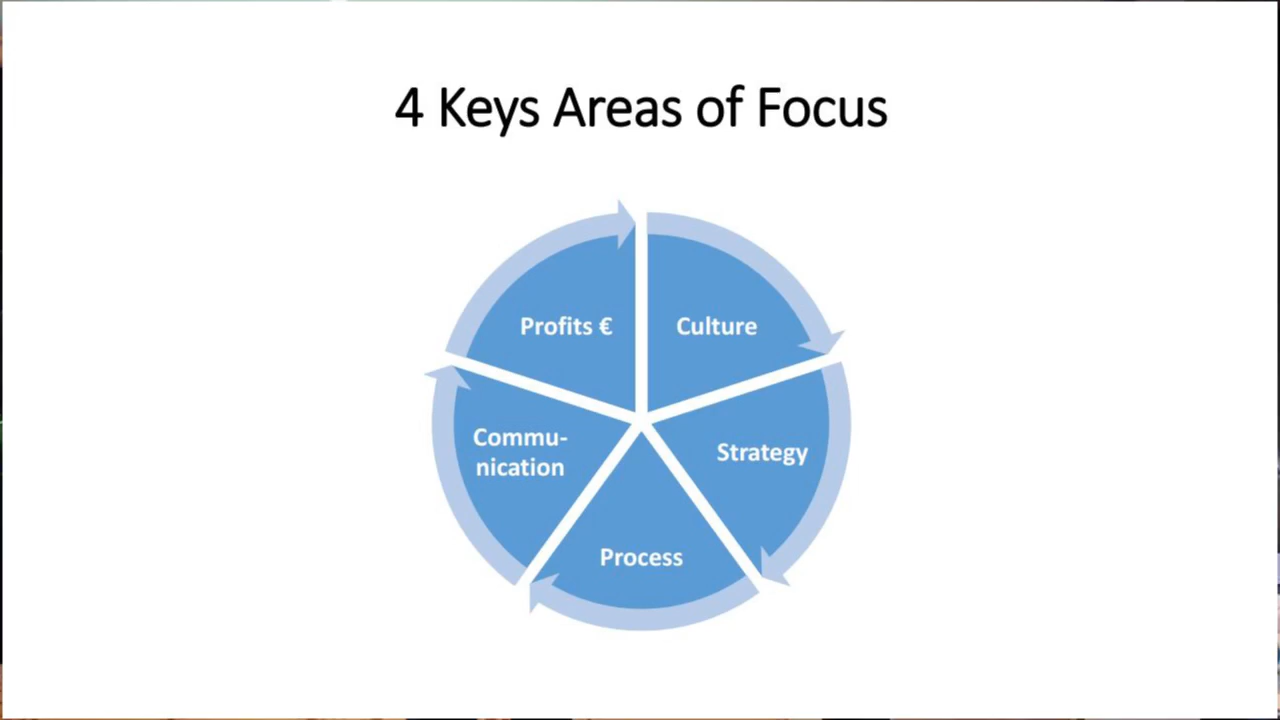 4 Keys Areas of Focus
Profits €
Culture
Commu-
nication
Strategy
Process